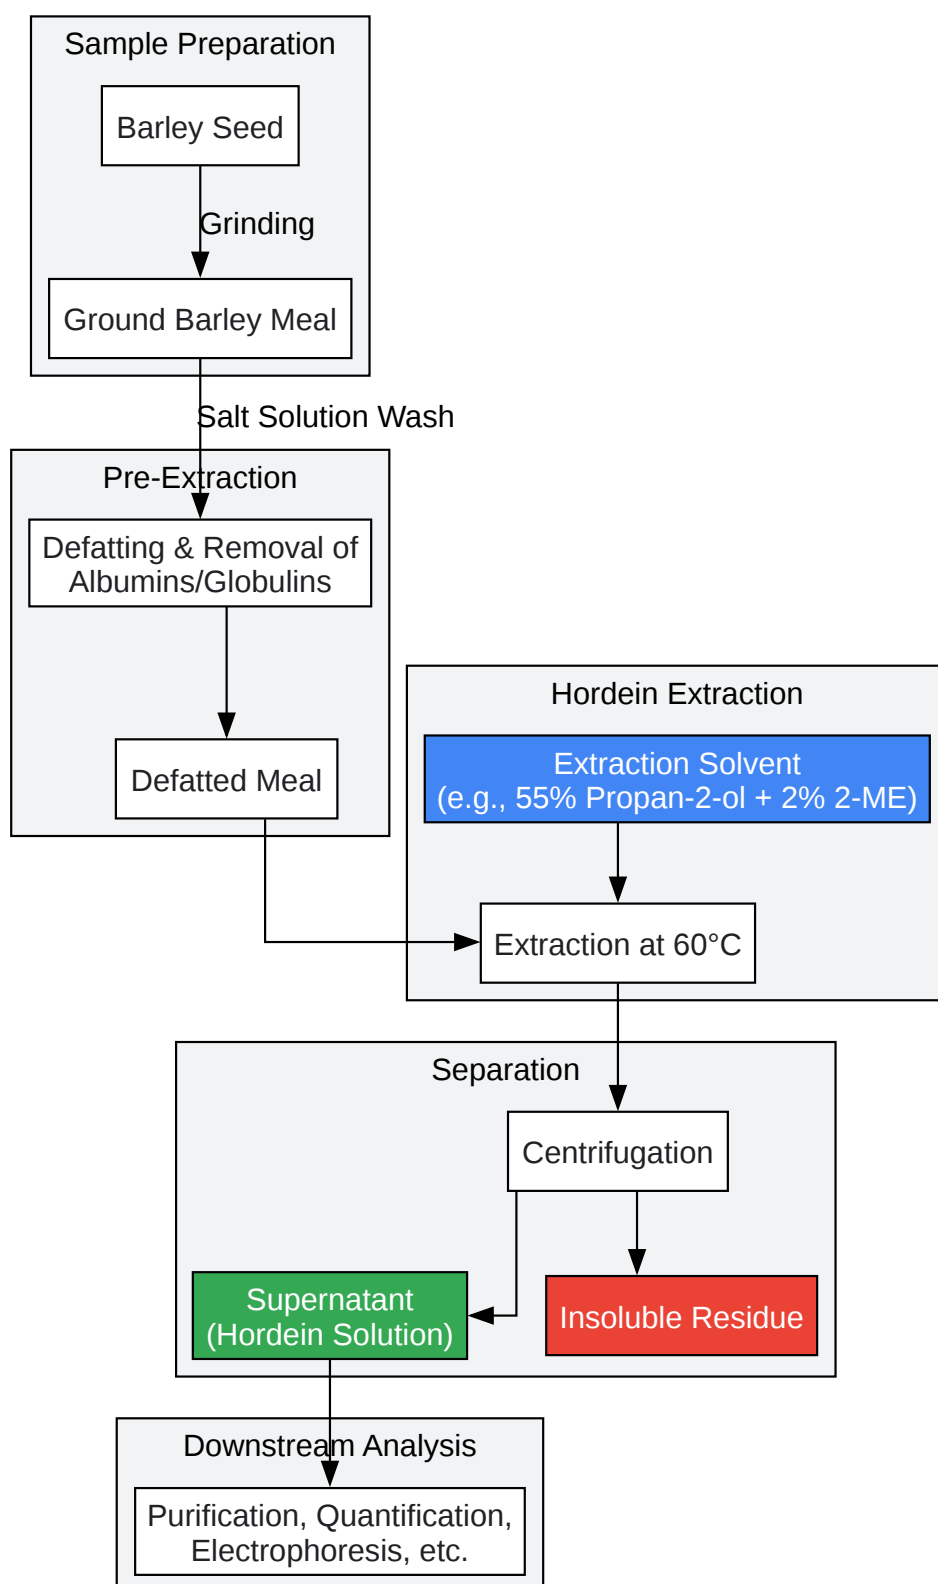 Sample Preparation
Barley Seed
Grinding
Ground Barley Meal
Salt Solution Wash
Pre-Extraction
Defatting & Removal of
Albumins/Globulins
Defatted Meal
Hordein Extraction
Extraction Solvent
(e.g., 55% Propan-2-ol + 2% 2-ME)
Extraction at 60°C
Separation
Centrifugation
Supernatant
(Hordein Solution)
Insoluble Residue
Downstream Analysis
Purification, Quantification,
Electrophoresis, etc.